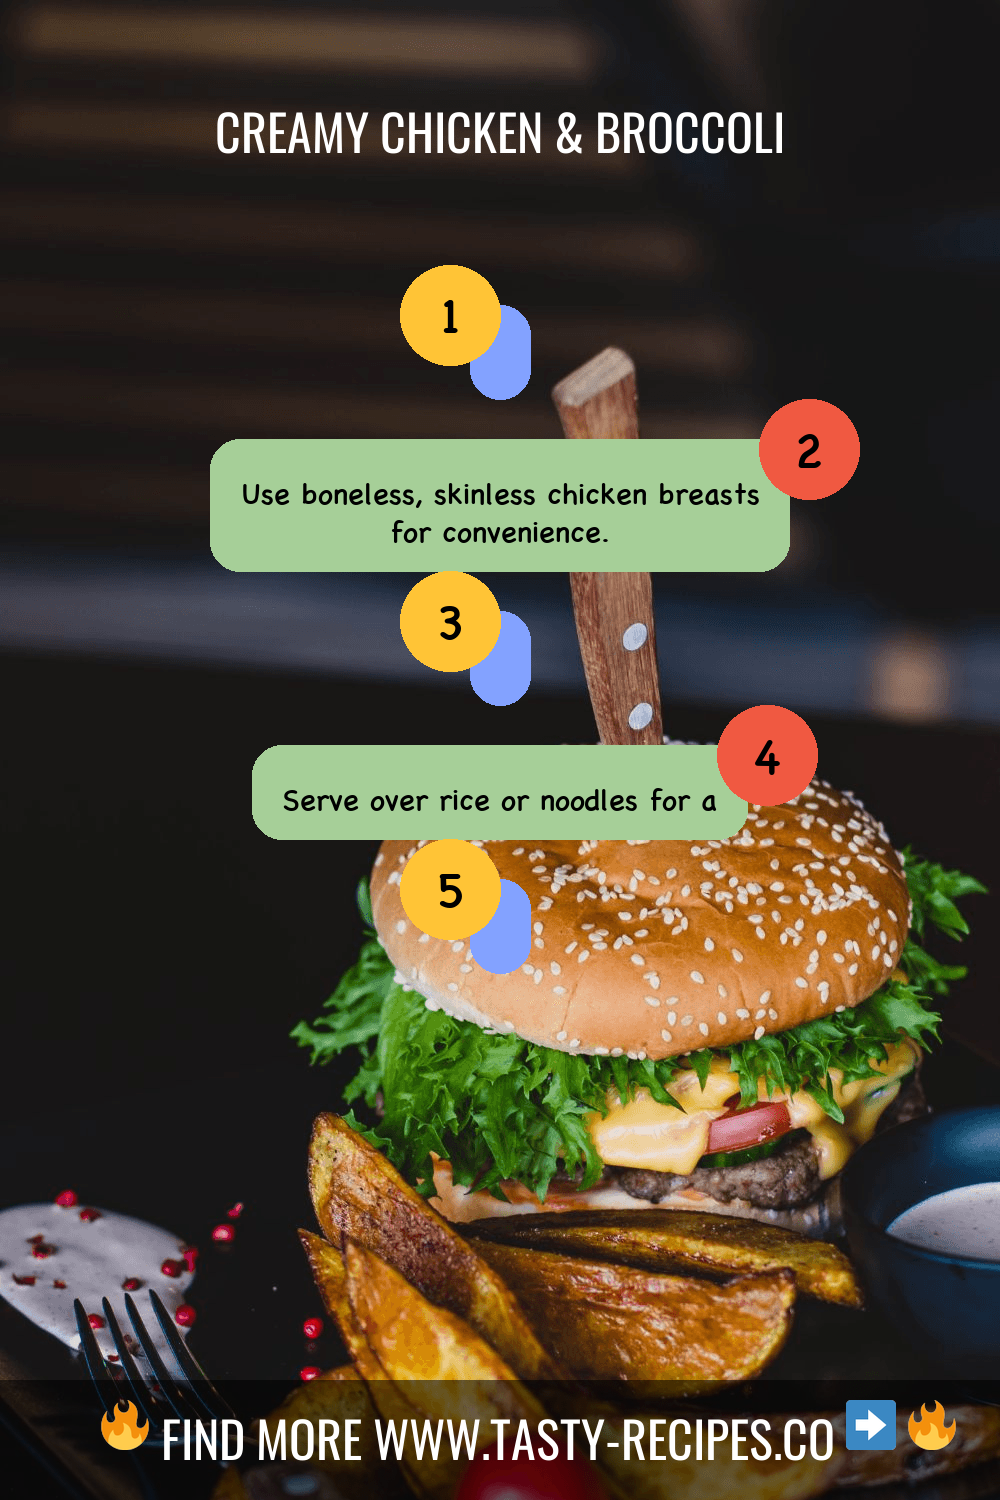 CREAMY CHICKEN & BROCCOLI
1
2
Use boneless, skinless chicken breasts
for convenience.
3
4
Serve over rice or noodles for a
5
FIND MORE WWW.TASTY-RECIPES.CO